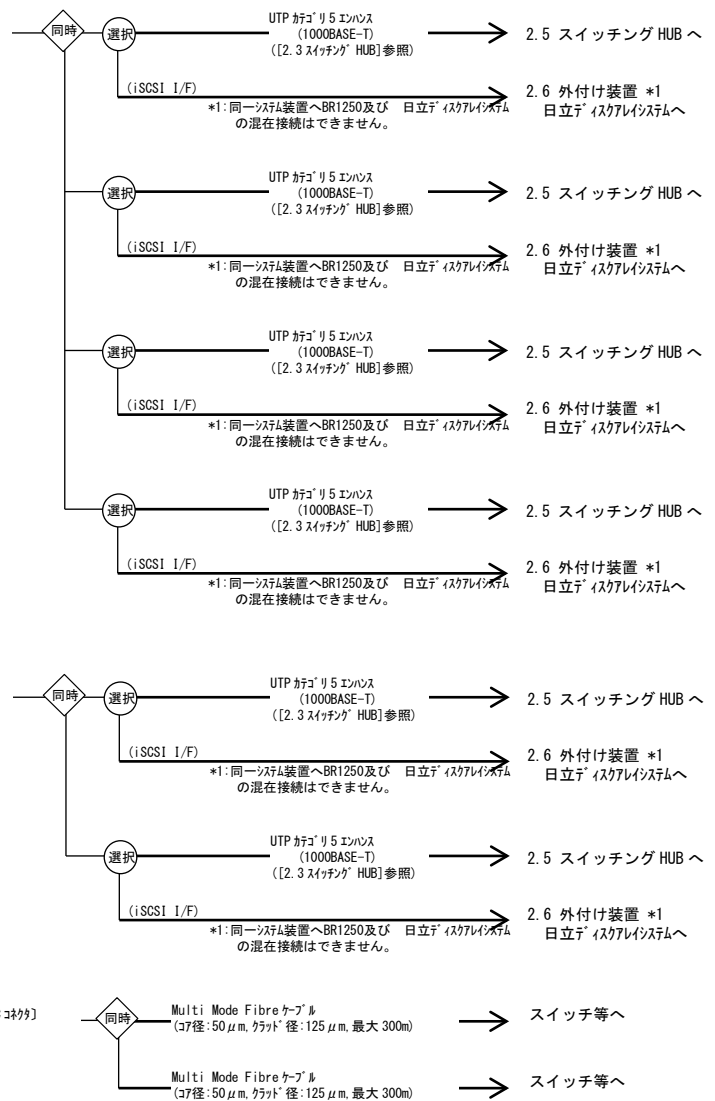 同時
選択
UTP ｶﾃｺﾞﾘ 5 ｴﾝﾊﾝｽ
(1000BASE-T)
([2.3 ｽｲｯﾁﾝｸﾞ HUB]参照)
2.5 スイッチング HUB へ
(iSCSI I/F)
*1:同一ｼｽﾃﾑ装置へBR1250及び 日立ﾃﾞｨｽｸｱﾚｲｼｽﾃﾑ
の混在接続はできません。
2.6 外付け装置 *1
日立ﾃﾞｨｽｸｱﾚｲｼｽﾃﾑへ
選択
UTP ｶﾃｺﾞﾘ 5 ｴﾝﾊﾝｽ
(1000BASE-T)
([2.3 ｽｲｯﾁﾝｸﾞ HUB]参照)
2.5 スイッチング HUB へ
(iSCSI I/F)
*1:同一ｼｽﾃﾑ装置へBR1250及び 日立ﾃﾞｨｽｸｱﾚｲｼｽﾃﾑ
の混在接続はできません。
2.6 外付け装置 *1
日立ﾃﾞｨｽｸｱﾚｲｼｽﾃﾑへ
選択
UTP ｶﾃｺﾞﾘ 5 ｴﾝﾊﾝｽ
(1000BASE-T)
([2.3 ｽｲｯﾁﾝｸﾞ HUB]参照)
2.5 スイッチング HUB へ
(iSCSI I/F)
*1:同一ｼｽﾃﾑ装置へBR1250及び 日立ﾃﾞｨｽｸｱﾚｲｼｽﾃﾑ
の混在接続はできません。
2.6 外付け装置 *1
日立ﾃﾞｨｽｸｱﾚｲｼｽﾃﾑへ
選択
UTP ｶﾃｺﾞﾘ 5 ｴﾝﾊﾝｽ
(1000BASE-T)
([2.3 ｽｲｯﾁﾝｸﾞ HUB]参照)
2.5 スイッチング HUB へ
(iSCSI I/F)
*1:同一ｼｽﾃﾑ装置へBR1250及び 日立ﾃﾞｨｽｸｱﾚｲｼｽﾃﾑ
の混在接続はできません。
2.6 外付け装置 *1
日立ﾃﾞｨｽｸｱﾚｲｼｽﾃﾑへ
同時
選択
UTP ｶﾃｺﾞﾘ 5 ｴﾝﾊﾝｽ
(1000BASE-T)
([2.3 ｽｲｯﾁﾝｸﾞ HUB]参照)
2.5 スイッチング HUB へ
(iSCSI I/F)
*1:同一ｼｽﾃﾑ装置へBR1250及び 日立ﾃﾞｨｽｸｱﾚｲｼｽﾃﾑ
の混在接続はできません。
2.6 外付け装置 *1
日立ﾃﾞｨｽｸｱﾚｲｼｽﾃﾑへ
選択
UTP ｶﾃｺﾞﾘ 5 ｴﾝﾊﾝｽ
(1000BASE-T)
([2.3 ｽｲｯﾁﾝｸﾞ HUB]参照)
2.5 スイッチング HUB へ
(iSCSI I/F)
*1:同一ｼｽﾃﾑ装置へBR1250及び 日立ﾃﾞｨｽｸｱﾚｲｼｽﾃﾑ
の混在接続はできません。
2.6 外付け装置 *1
日立ﾃﾞｨｽｸｱﾚｲｼｽﾃﾑへ
ｺﾈｸﾀ]
同時
Multi Mode Fibre ｹｰﾌﾞﾙ
(ｺｱ径:50μm,ｸﾗｯﾄﾞ径:125μm,最大 300m)
スイッチ等へ
Multi Mode Fibre ｹｰﾌﾞﾙ
(ｺｱ径:50μm,ｸﾗｯﾄﾞ径:125μm,最大 300m)
スイッチ等へ